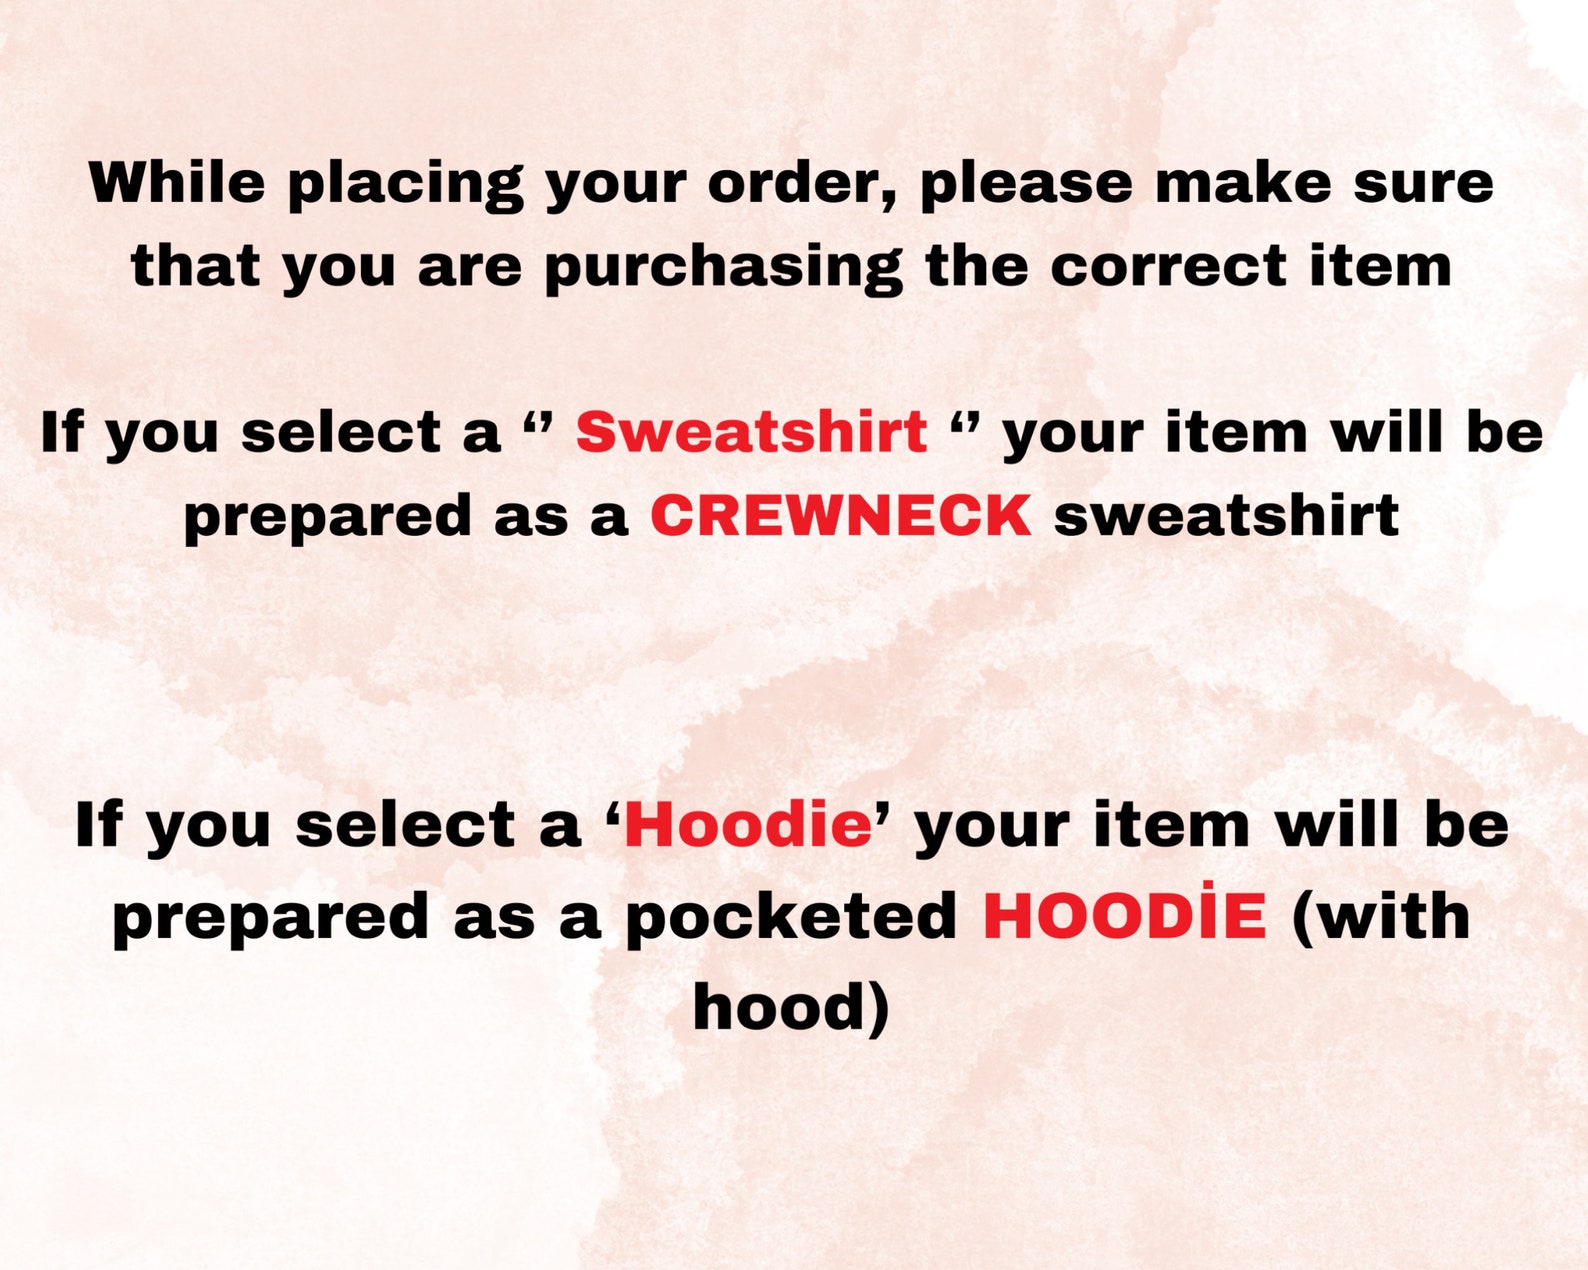 While placing your order, please make sure
that you are purchasing the correct item
If you select a ‘’ Sweatshirt ‘’ your item will be
prepared as a CREWNECK sweatshirt
If you select a ‘Hoodie’ your item will be
prepared as a pocketed HOODİE (with
hood)